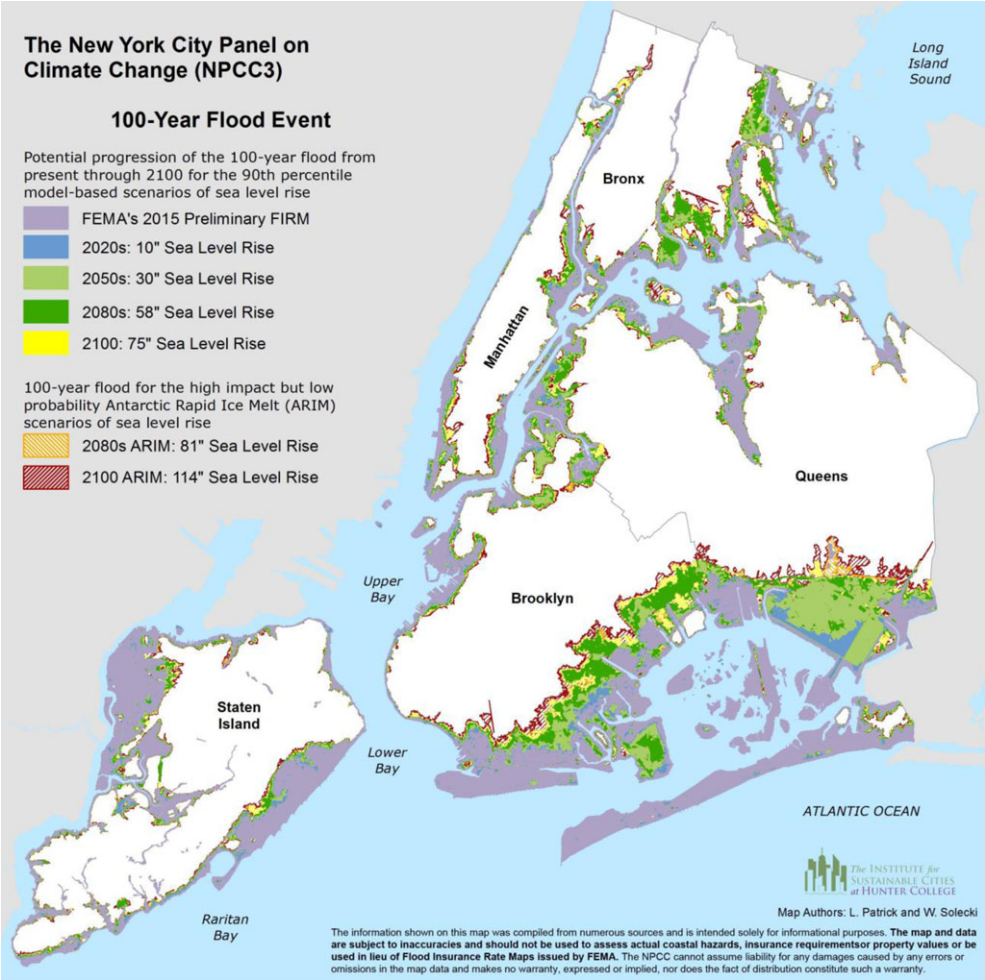 The New York City Panel on
Climate Change (NPCC3)
100-Year Flood Event
Potential progression of the 100-year flood from
present through 2100 for the 90th percentile
model-based scenarios of sea level rise
FEMA's 2015 Preliminary FIRM
2020s: 10" Sea Level Rise
2050s: 30" Sea Level Rise
2080s: 58" Sea Level Rise
2100: 75" Sea Level Rise
100-year flood for the high impact but low
probability Antarctic Rapid Ice Melt (ARIM)
scenarios of sea level rise
2080s ARIM: 81" Sea Level Rise
2100 ARIM: 114" Sea Level Rise
Long
Island
Sound
Bronx
Manhattan
Queens
Upper
Bay
Brooklyn
Staten
Island
Lower
Bay
ATLANTIC OCEAN
Raritan
Bay
The INSTITUTE for
SUSTAINABLE CITIES
at HUNTER COLLEGE
Map Authors: L. Patrick and W. Solecki
The information shown on this map was compiled from numerous sources and is intended solely for informational purposes. The map and data
are subject to inaccuracies and should not be used to assess actual coastal hazards, insurance requirementsor property values or be
used in lieu of Flood Insurance Rate Maps issued by FEMA. The NPCC cannot assume liability for any damages caused by any errors or
omissions in the map data and makes no warranty, expressed or implied, nor does the fact of distribution constitute such a warranty.